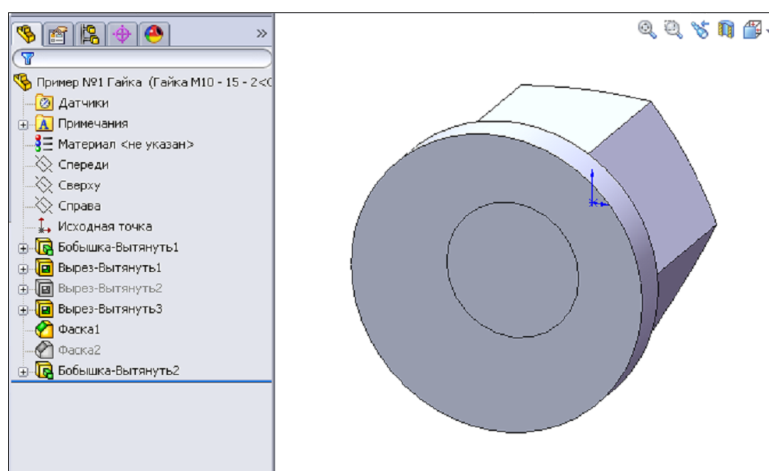 Пример №1 Гайка (Гайка М10 - 15 - 2<С
Датчики
Примечания
Материал <не указан>
Спереди
Сверху
Справа
Исходная точка
Бобышка-Вытянуть1
Вырез-Вытянуть1
Вырез-Вытянуть2
Вырез-Вытянуть3
Фаска1
Фаска2
Бобышка-Вытянуть2